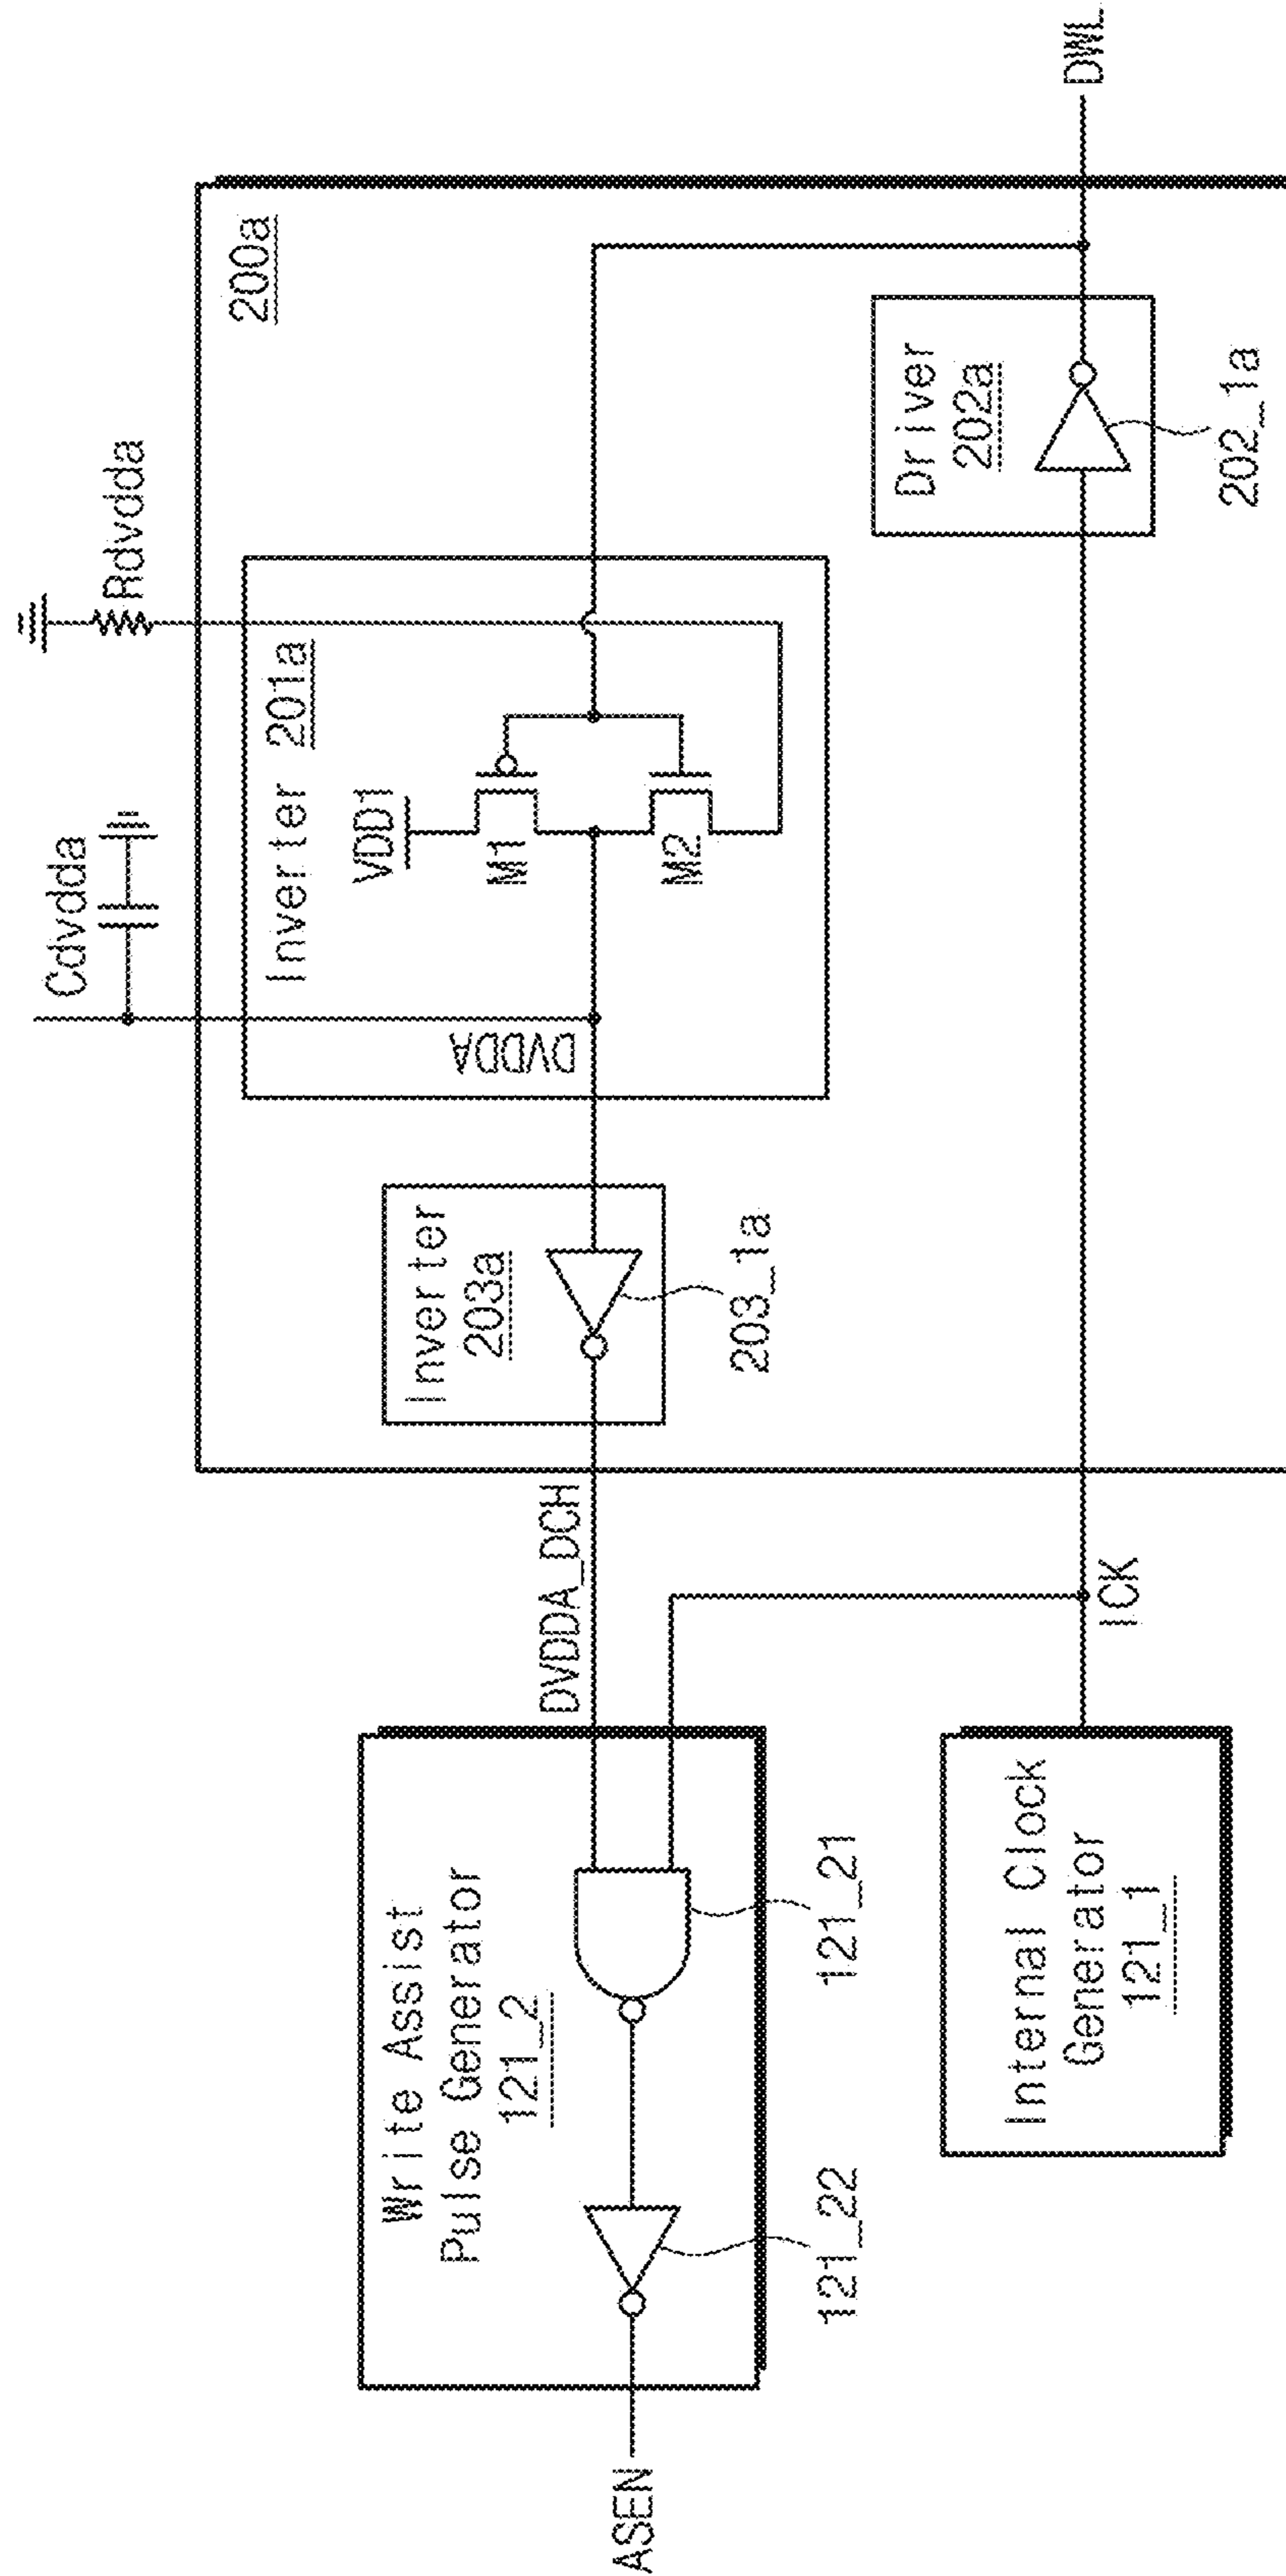 Cdvdda
Rdvdda
200a
Inverter 201a
VDD1
M1
M2
DVDDA
Inverter
203a
203_1a
Driver
202a
202_1a
DWL
DVDDA_DCH
ICK
Write Assist
Pulse Generator
121_2
121_21
121_22
ASEN
Internal Clock
Generator
121_1